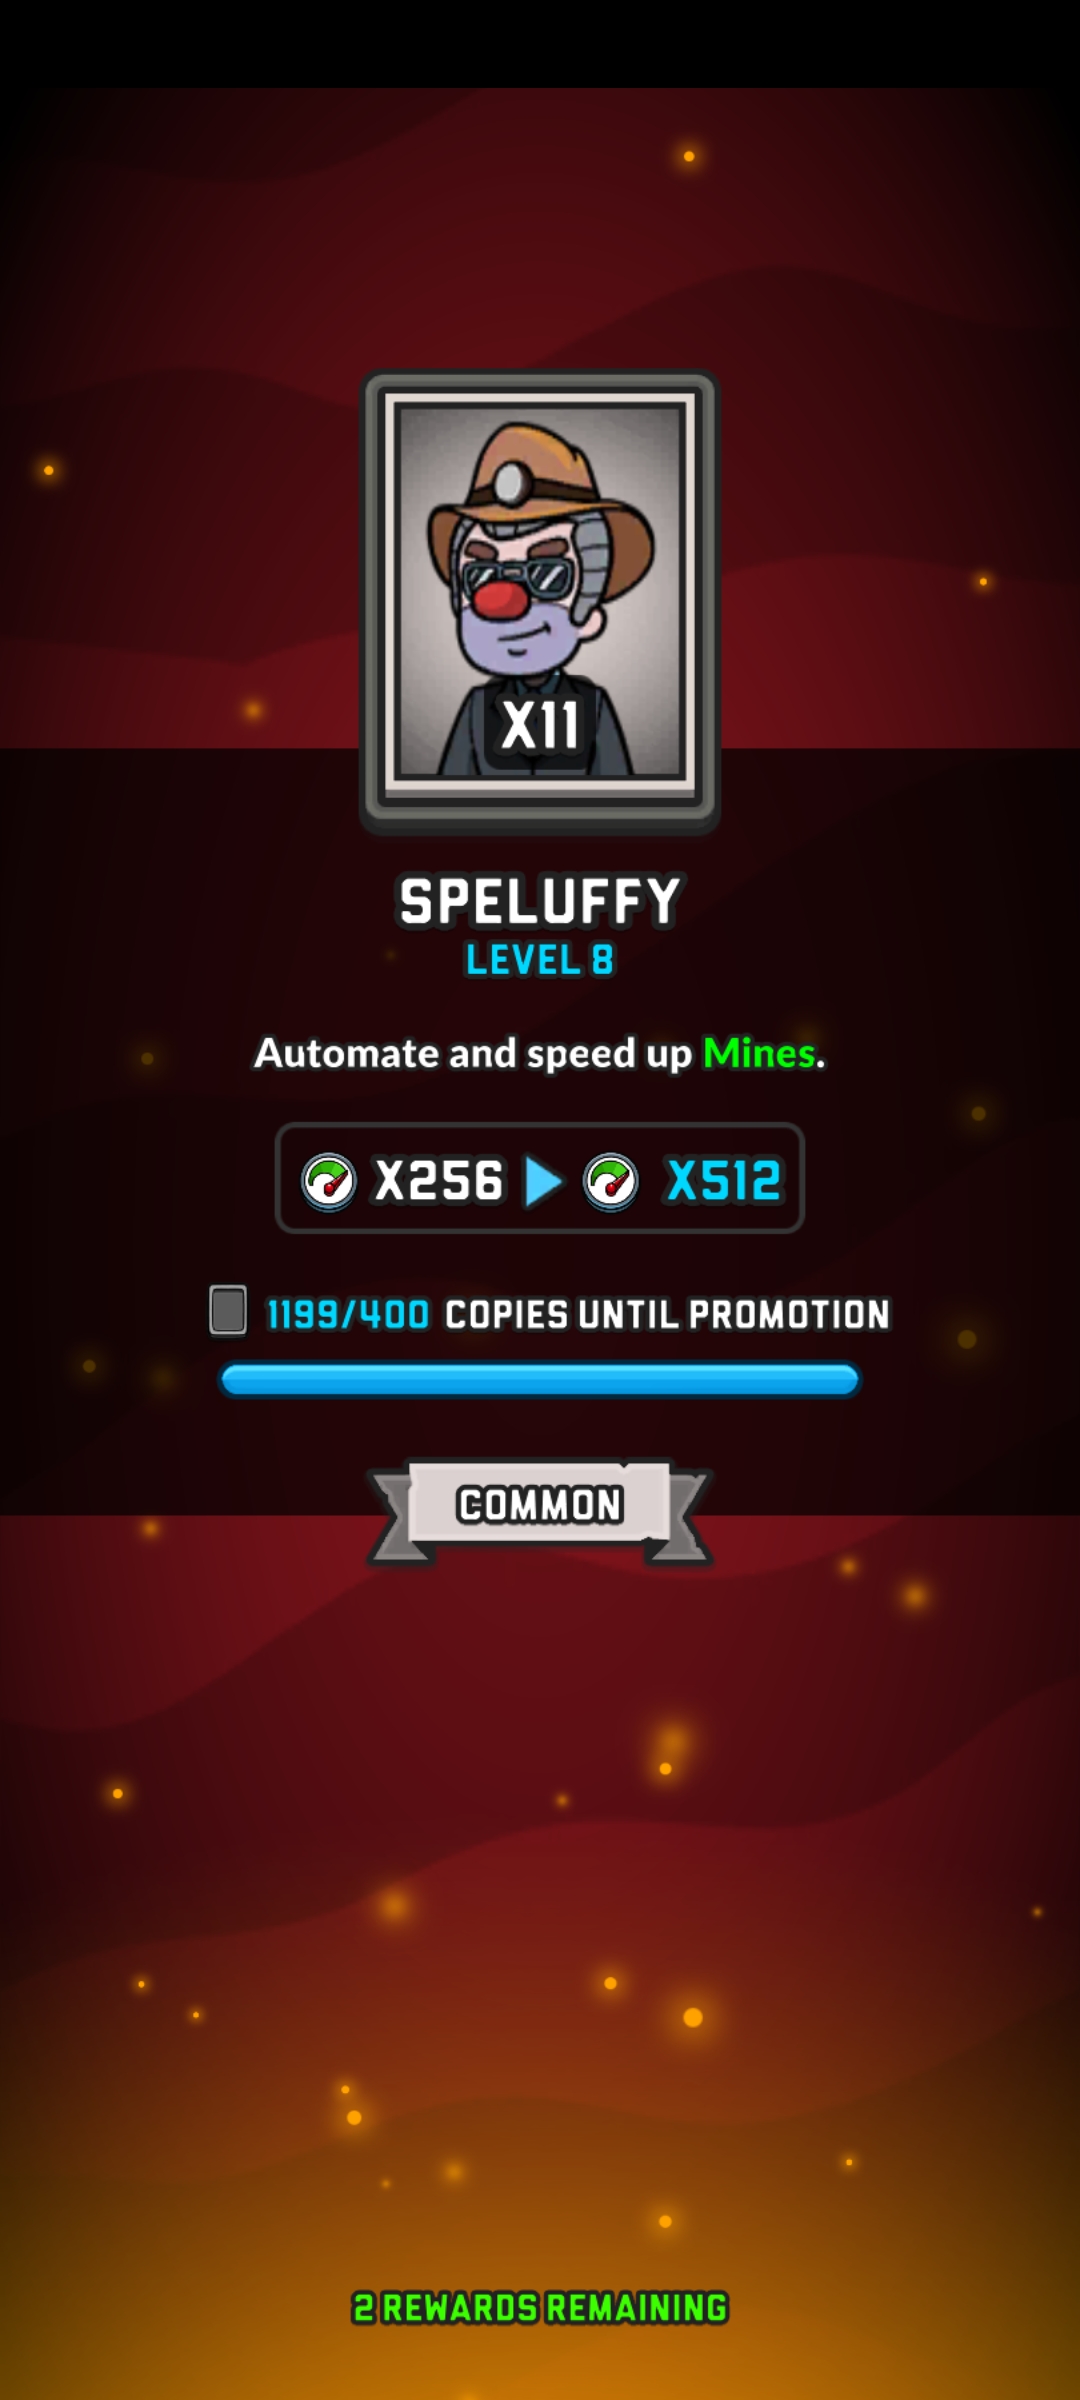 X11
SPELUFFY
LEVEL 8
Automate and speed up Mines.
X256 X512
1199/400 COPIES UNTIL PROMOTION
COMMON
2 REWARDS REMAINING